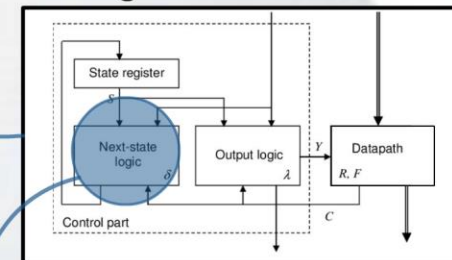 State register
S
Next-state
logic
δ
Output logic
λ
Y
Datapath
R, F
Control part
C